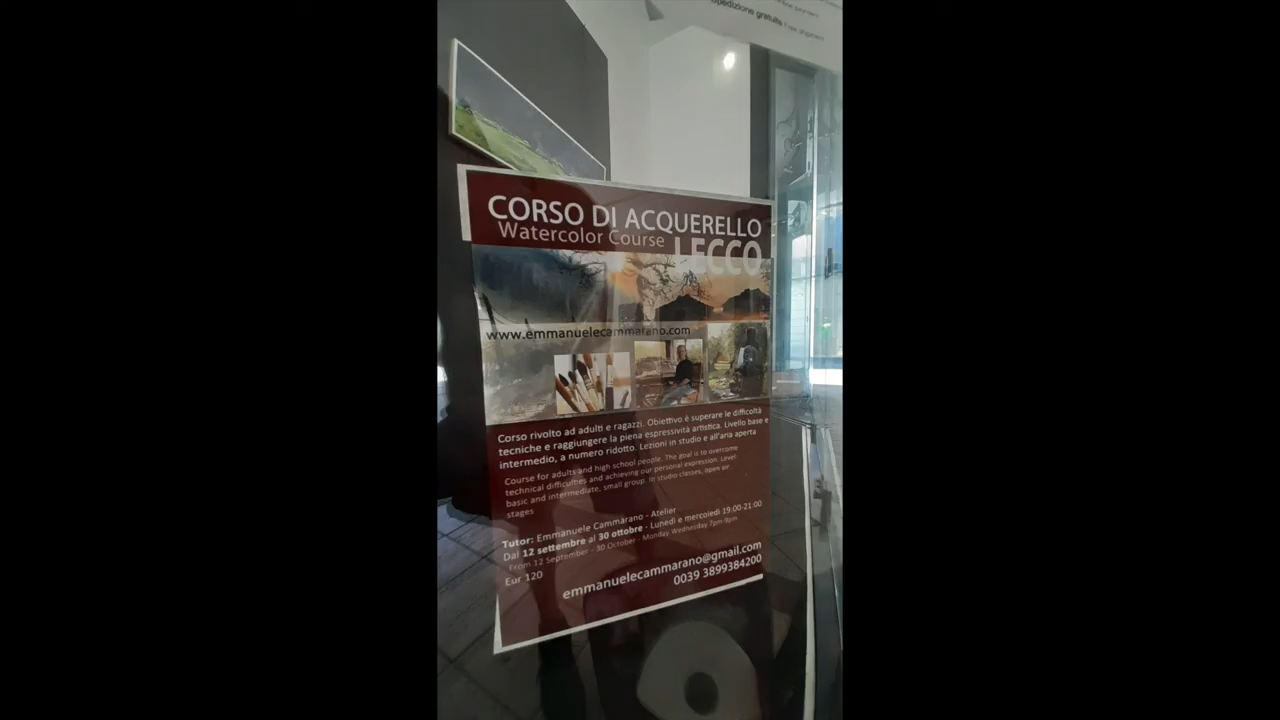 spedizione gratuita Free shipment
CORSO DI ACQUERELLO
Watercolor Course LECCO
www.emmanuelecammarano.com
Corso rivolto ad adulti e ragazzi. Obiettivo è superare le difficoltà
tecniche e raggiungere la piena espressività artistica. Livello base e
intermedio, a numero ridotto. Lezioni in studio e all'aria aperta
Course for adults and high school people. The goal is to overcome
technical difficulties and achieving our personal expression. Level
basic and intermediate, small group. In studio classes, open air
stages
Tutor: Emmanuele Cammarano - Atelier
Dal 12 settembre al 30 ottobre - Lunedì e mercoledì 19:00-21:00
From 12 September - 30 October - Monday Wednesday 7pm-9pm
Eur 120
emmanuelecammarano@gmail.com
0039 3899384200